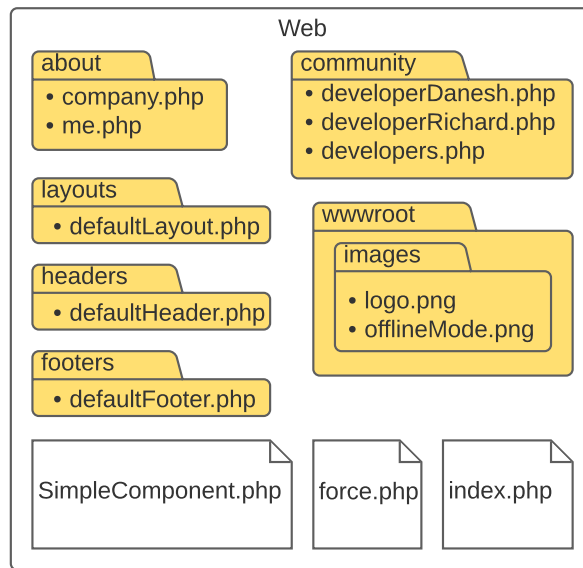 Web
about
• company.php
• me.php
community
• developerDanesh.php
• developerRichard.php
• developers.php
layouts
• defaultLayout.php
headers
• defaultHeader.php
footers
• defaultFooter.php
wwwroot
images
• logo.png
• offlineMode.png
SimpleComponent.php
force.php
index.php